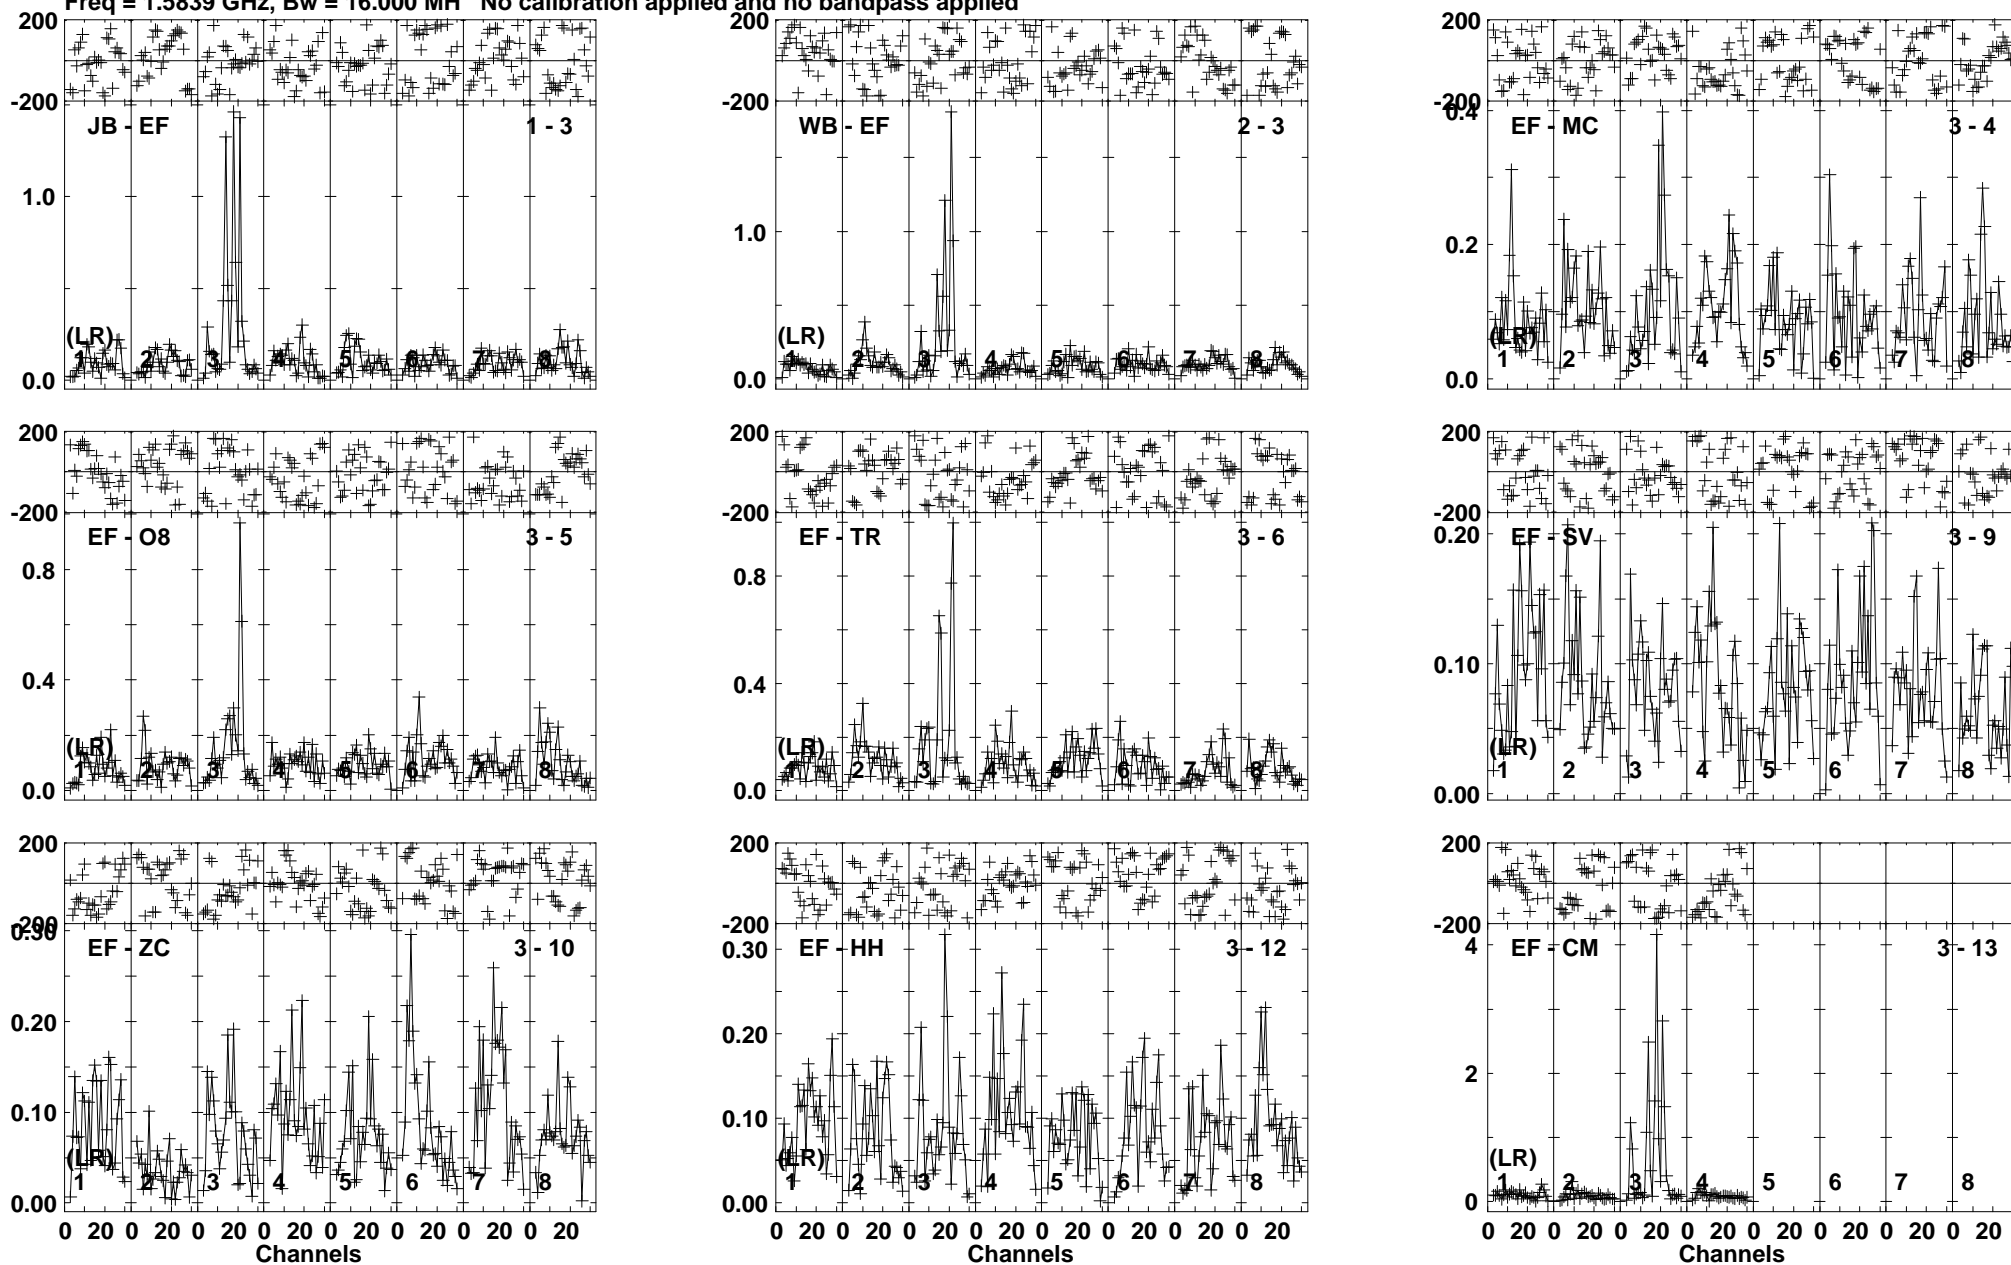 Freq = 1.5839 GHz, Bw = 16.000 MH No calibration applied and no bandpass applied
200 200 200
-200 -200 -200
JB - EF 1 - 3 WB - EF 2 - 3 EF - MC 3 - 4
0.4
1.0 1.0 0.2
(LR) (LR) (LR)
1 2 3 4 5 6 7 8 1 2 3 4 5 6 7 8 1 2 3 4 5 6 7 8
0.0 0.0 0.0
200 200 200
-200 -200 -200
EF - O8 3 - 5 EF - TR 3 - 6 EF - SV 3 - 9
0.8 0.8 0.20
0.4 0.4 0.10
(LR) (LR) (LR)
1 2 3 4 5 6 7 8 1 2 3 4 5 6 7 8 1 2 3 4 5 6 7 8
0.0 0.0 0.00
200 200 200
-200 -200 -200
EF - ZC 3 - 10 EF - HH 3 - 12 EF - CM 3 - 13
0.30 0.30 4
0.20 0.20 2
0.10 0.10
(LR) (LR) (LR)
1 2 3 4 5 6 7 8 1 2 3 4 5 6 7 8 1 2 3 4 5 6 7 8
0.00 0.00 0
0 20 0 20 0 20 0 20 0 20 0 20 0 20 0 20 0 20 0 20 0 20 0 20 0 20 0 20 0 20 0 20 0 20 0 20 0 20 0 20 0 20 0 20 0 20 0 20
Channels Channels Channels